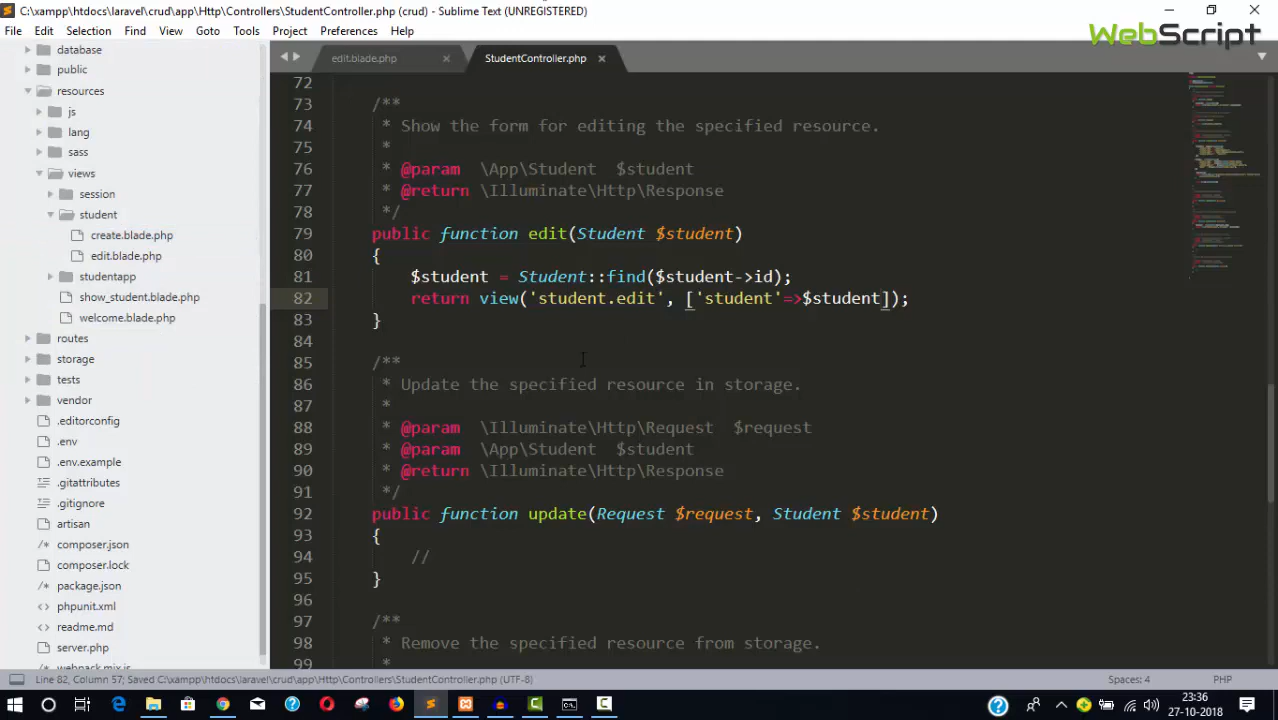 C:\xampp\htdocs\laravel\crud\app\Http\Controllers\StudentController.php (crud) - Sublime Text (UNREGISTERED)
File Edit Selection Find View Goto Tools Project Preferences Help
WebScript
database
public
resources
js
lang
sass
views
session
student
create.blade.php
edit.blade.php
studentapp
show_student.blade.php
welcome.blade.php
routes
storage
tests
vendor
.editorconfig
.env
.env.example
.gitattributes
.gitignore
artisan
composer.json
composer.lock
package.json
phpunit.xml
readme.md
server.php
webpack.mix.js
edit.blade.php StudentController.php
72
73 /**
74 * Show the form for editing the specified resource.
75 *
76 * @param \App\Student $student
77 * @return \Illuminate\Http\Response
78 */
79 public function edit(Student $student)
80 {
81 $student = Student::find($student->id);
82 return view('student.edit', ['student'=>$student]);
83 }
84
85 /**
86 * Update the specified resource in storage.
87 *
88 * @param \Illuminate\Http\Request $request
89 * @param \App\Student $student
90 * @return \Illuminate\Http\Response
91 */
92 public function update(Request $request, Student $student)
93 {
94 //
95 }
96
97 /**
98 * Remove the specified resource from storage.
99 *
Line 82, Column 57; Saved C:\xampp\htdocs\laravel\crud\app\Http\Controllers\StudentController.php (UTF-8) Spaces: 4 PHP
23:36
27-10-2018